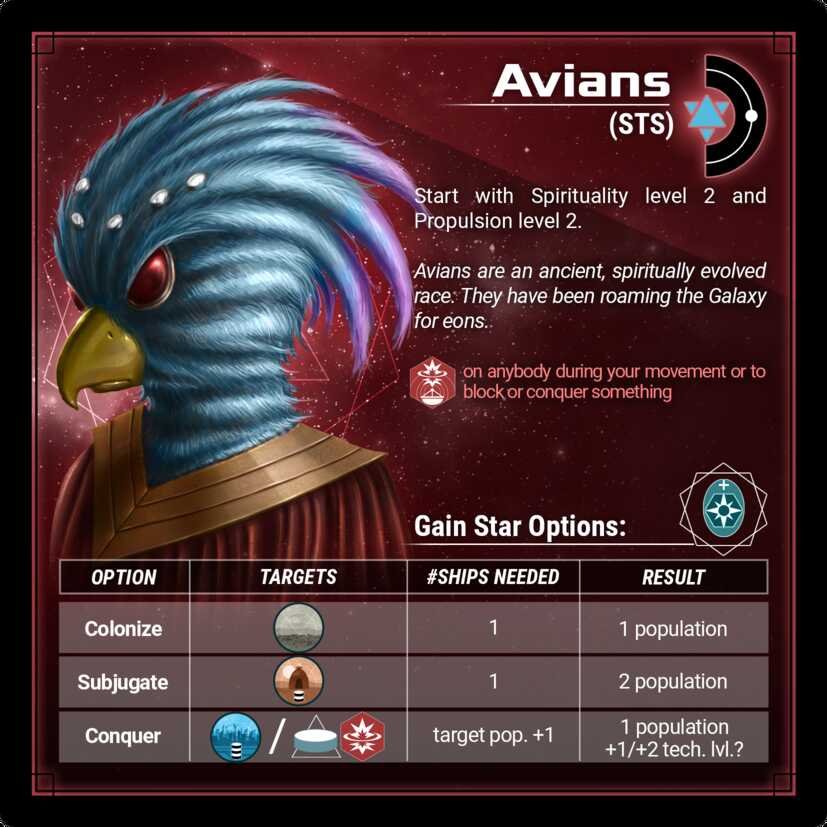 Avians
(STS)
Start with Spirituality level 2 and
Propulsion level 2.
Avians are an ancient, spiritually evolved
race. They have been roaming the Galaxy
for eons.
on anybody during your movement or to
block or conquer something
Gain Star Options:
OPTION TARGETS #SHIPS NEEDED RESULT
Colonize 1 1 population
Subjugate 1 2 population
Conquer / target pop. +1 1 population
+1/+2 tech. lvl.?